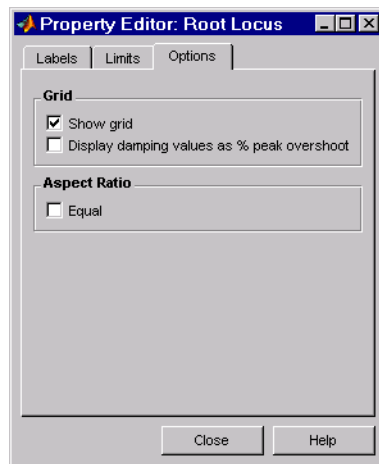 Property Editor: Root Locus
Labels Limits Options
Grid
Show grid
Display damping values as % peak overshoot
Aspect Ratio
Equal
Close Help